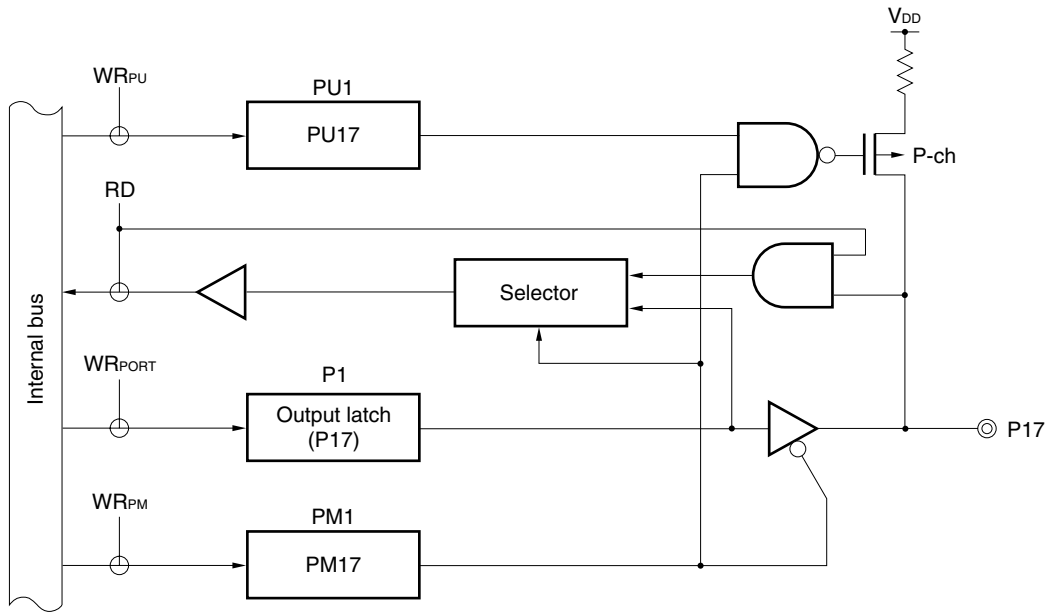 VDD
WRPU
PU1
PU17
P-ch
RD
Selector
Internal bus
WRPORT
P1
Output latch
(P17)
P17
WRPM
PM1
PM17